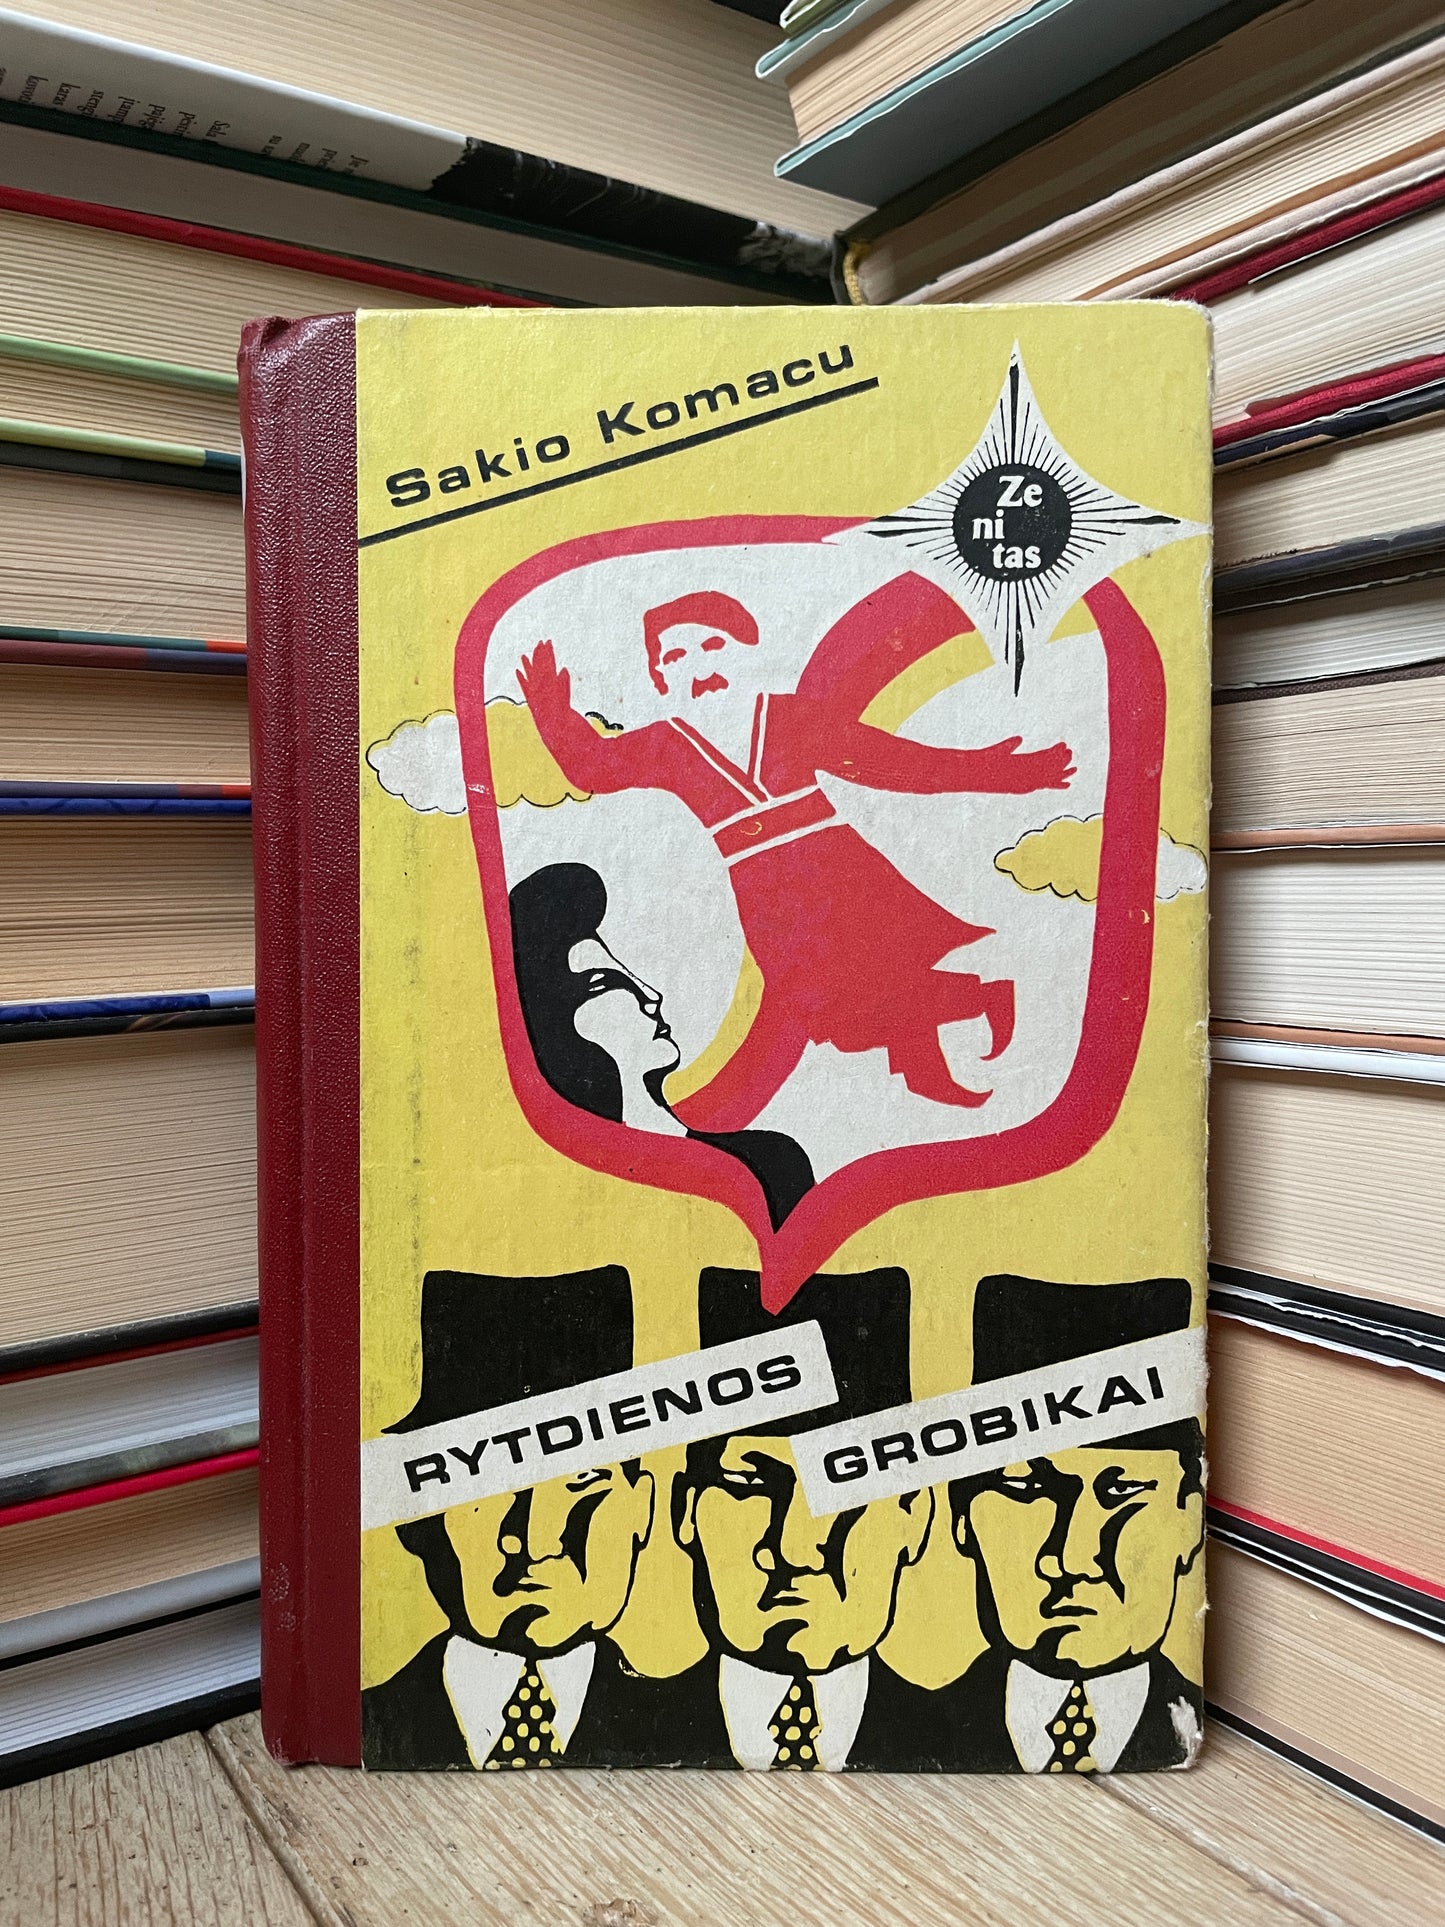 Sakio Komacu
Ze
ni
tas
RYTDIENOS
GROBIKAI